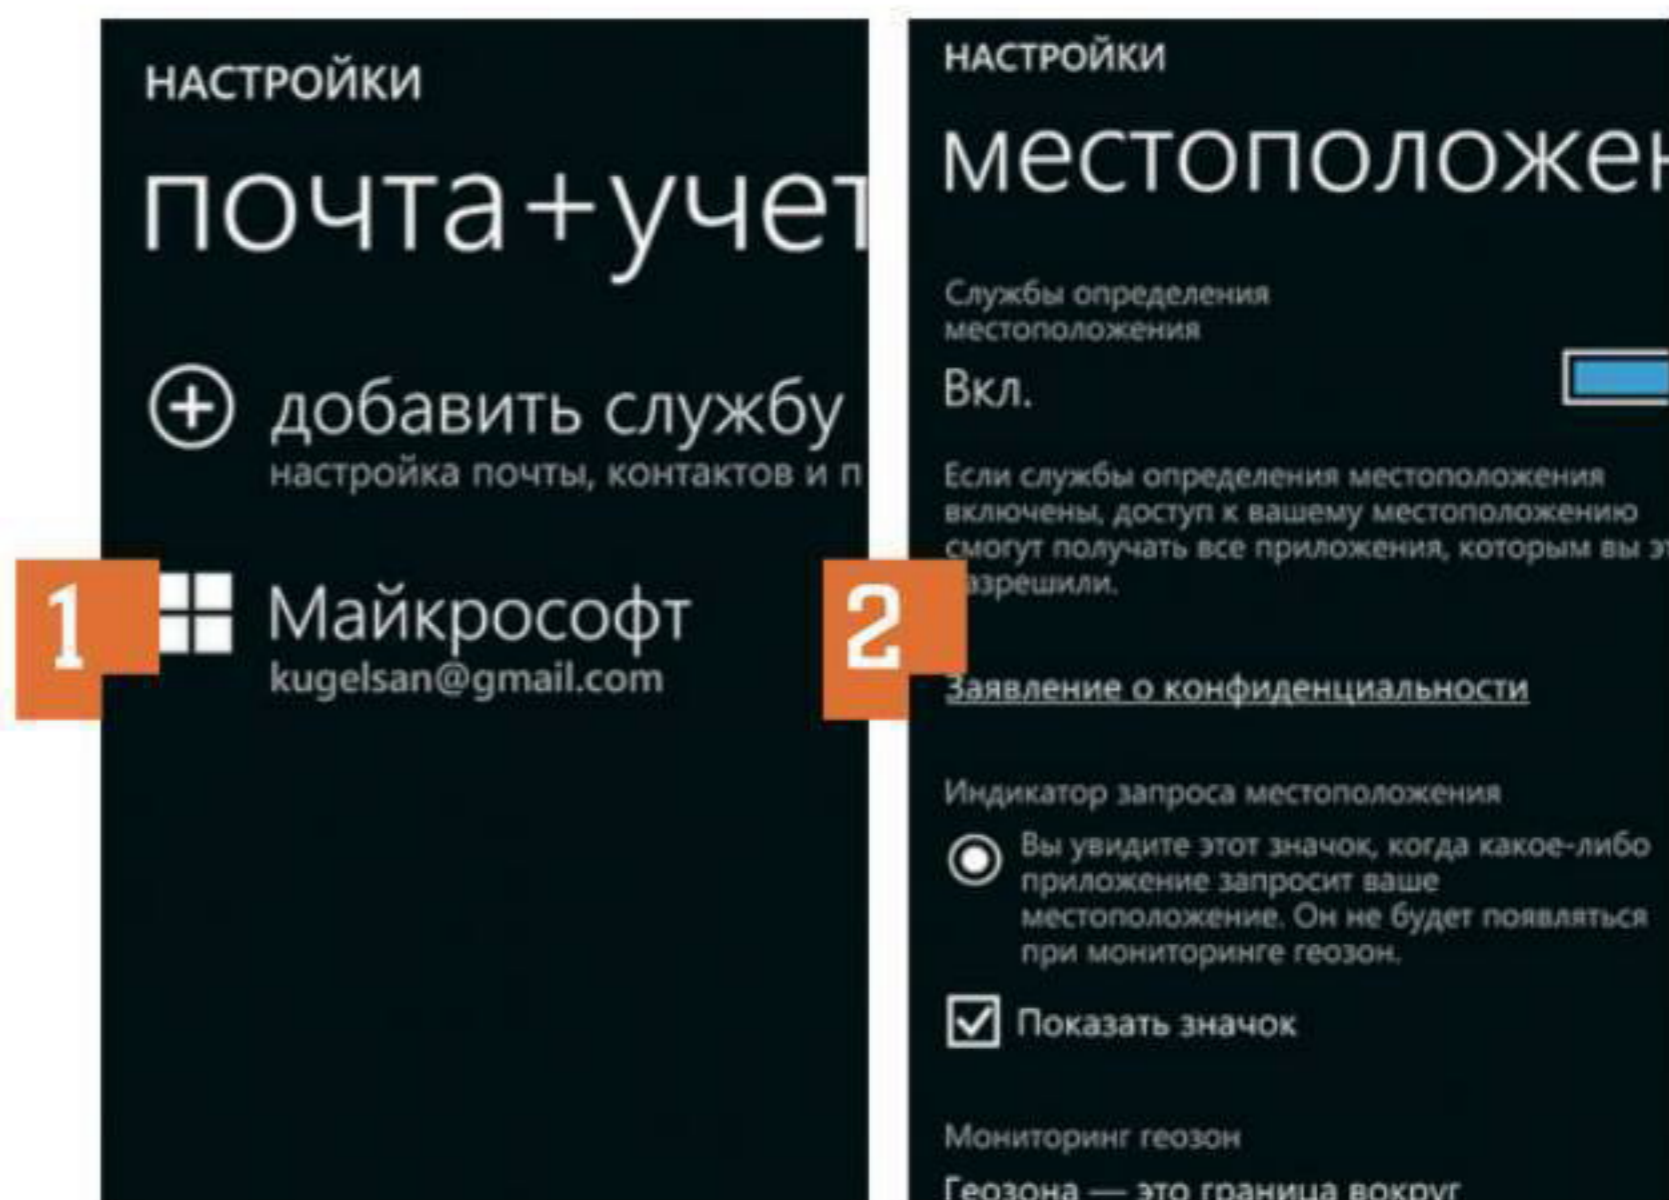 НАСТРОЙКИ
почта+учет
добавить службу
настройка почты, контактов и п
1
Майкрософт
kugelsan@gmail.com
НАСТРОЙКИ
местоположен
Службы определения
местоположения
Вкл.
Если службы определения местоположения
включены, доступ к вашему местоположению
смогут получать все приложения, которым вы эт
азрешили.
2
Заявление о конфиденциальности
Индикатор запроса местоположения
Вы увидите этот значок, когда какое-либо
приложение запросит ваше
местоположение. Он не будет появляться
при мониторинге геозон.
Показать значок
Мониторинг геозон
Геозона — это граница вокруг